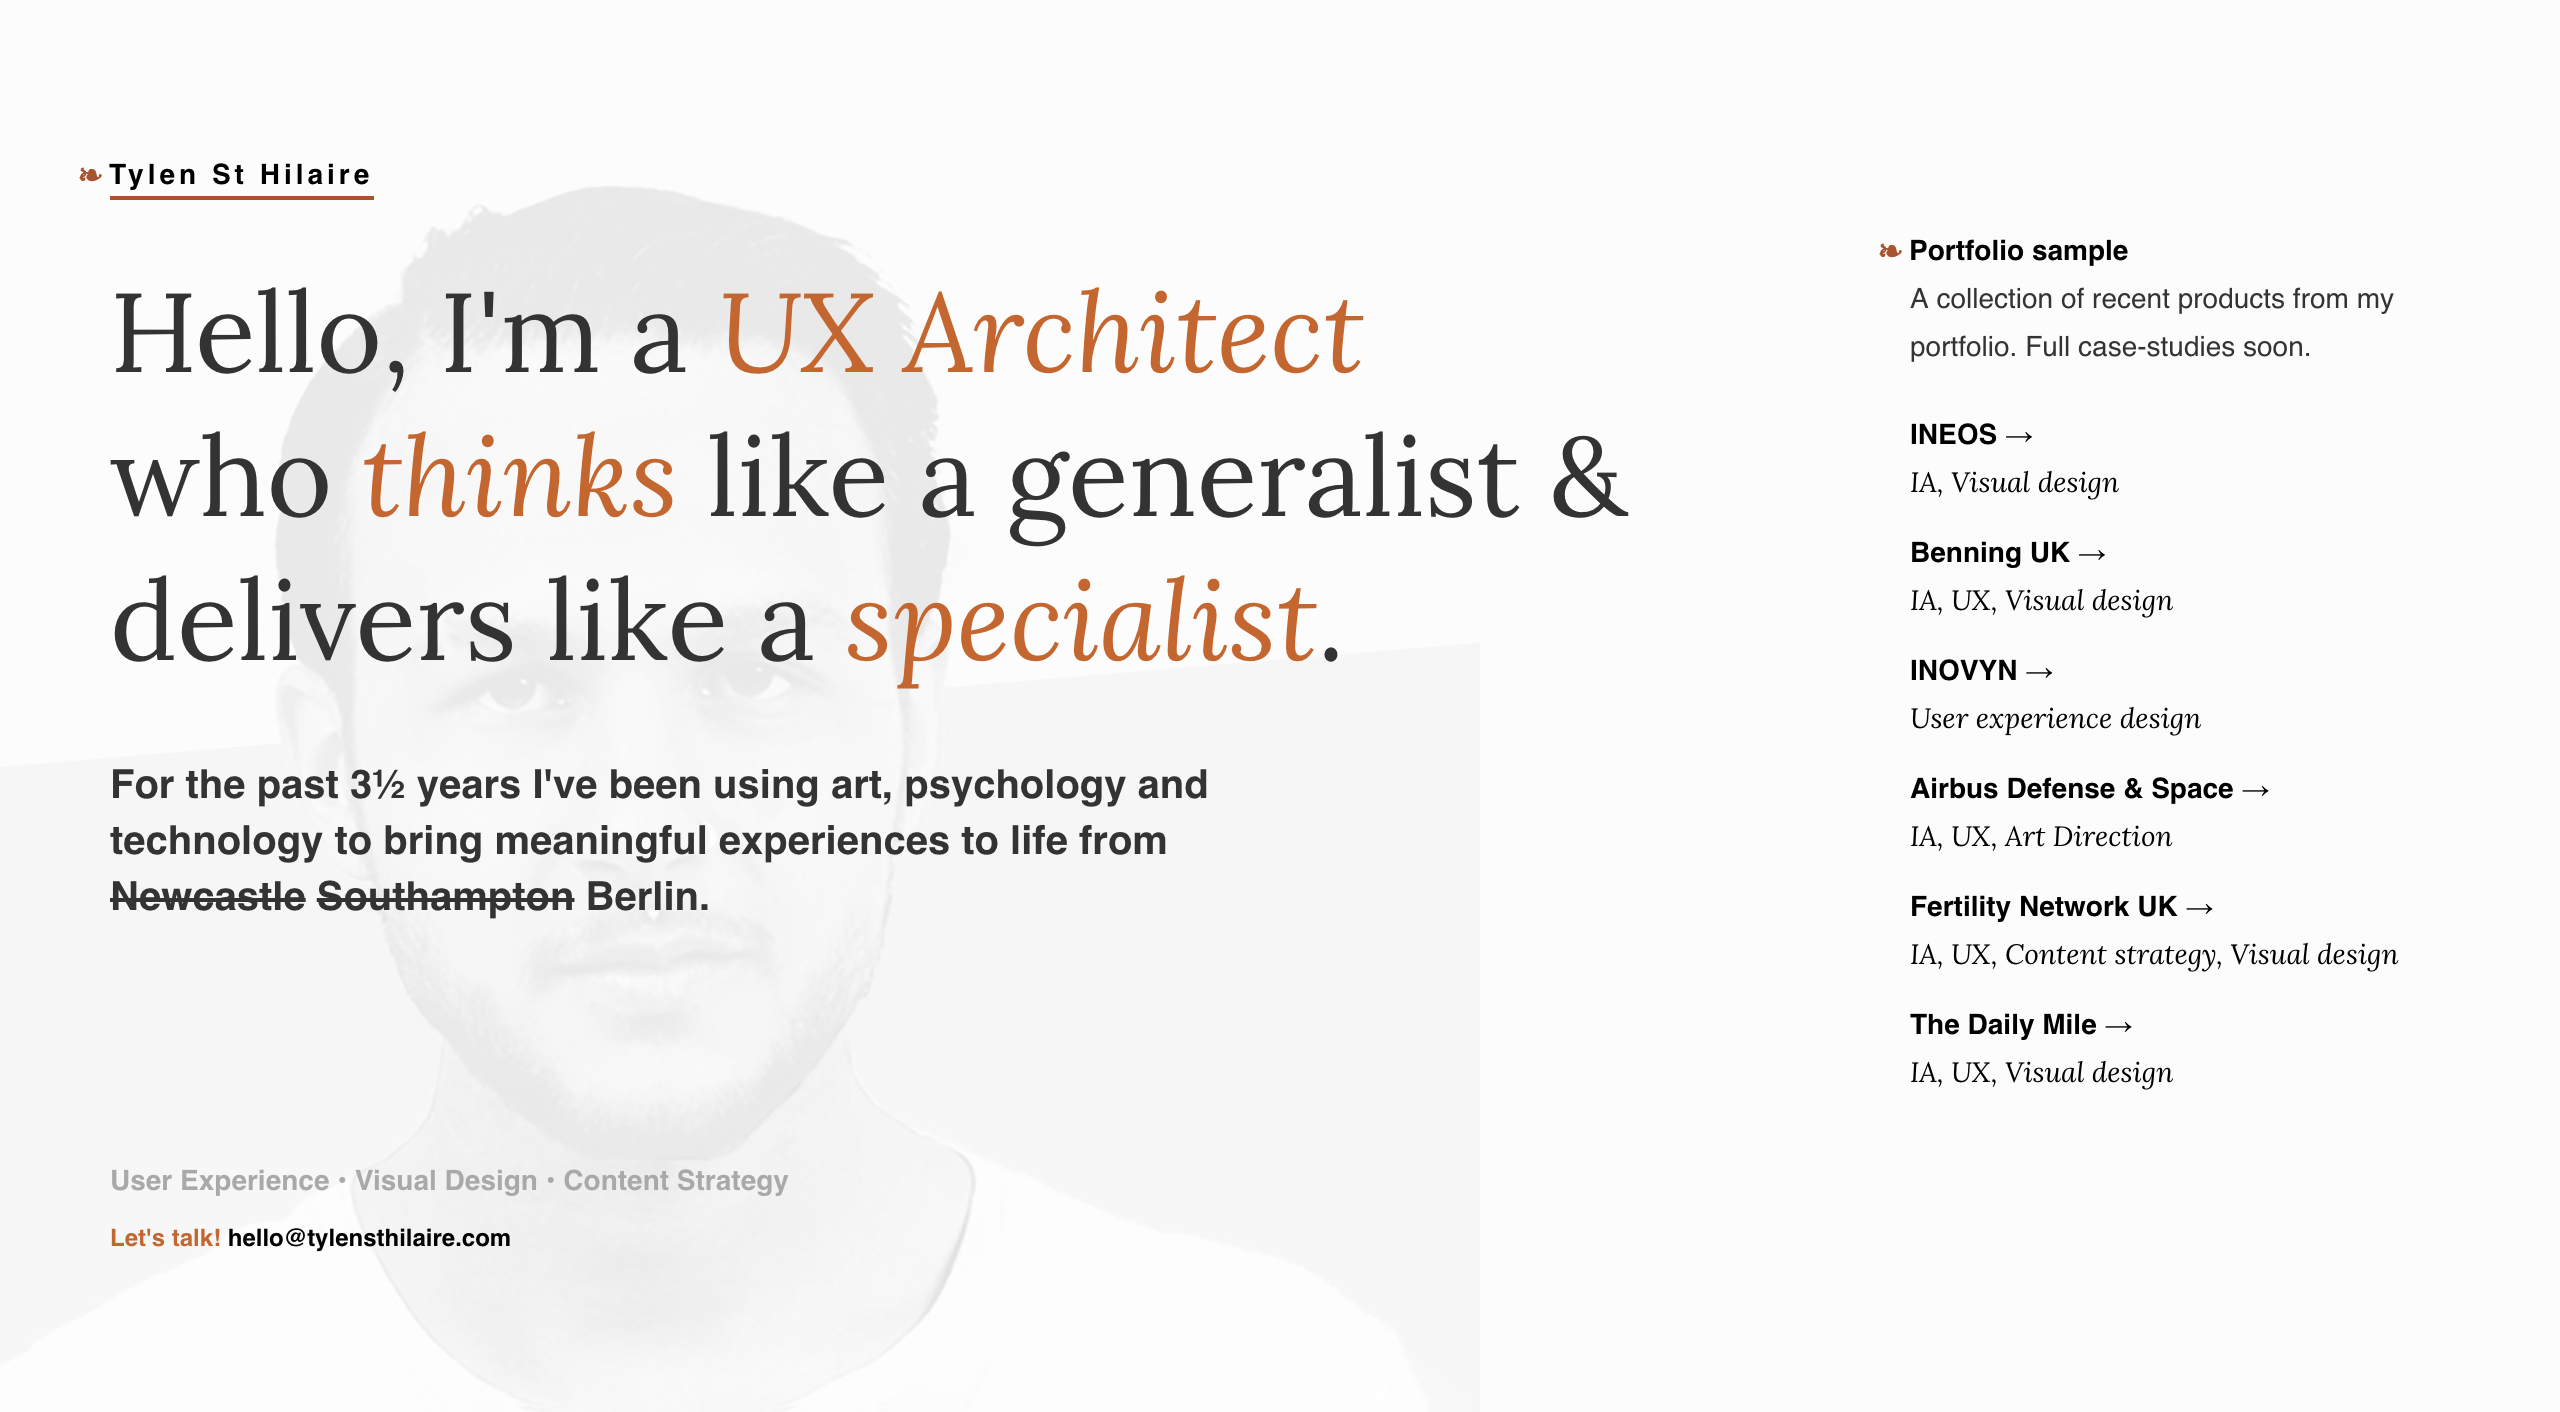 ❧ Tylen St Hilaire
Hello, I'm a UX Architect
who thinks like a generalist &
delivers like a specialist.
For the past 3½ years I've been using art, psychology and
technology to bring meaningful experiences to life from
Newcastle Southampton Berlin.
User Experience • Visual Design • Content Strategy
Let's talk! hello@tylensthilaire.com
❧ Portfolio sample
A collection of recent products from my
portfolio. Full case-studies soon.
INEOS →
IA, Visual design
Benning UK →
IA, UX, Visual design
INOVYN →
User experience design
Airbus Defense & Space →
IA, UX, Art Direction
Fertility Network UK →
IA, UX, Content strategy, Visual design
The Daily Mile →
IA, UX, Visual design